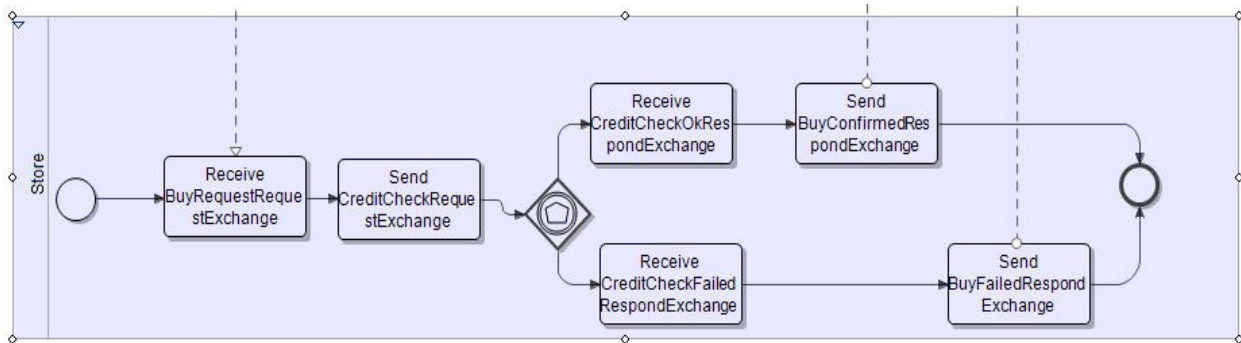 Store
Receive
BuyRequestReque
stExchange
Send
CreditCheckReque
stExchange
Receive
CreditCheckOkRes
pondExchange
Send
BuyConfirmedRes
pondExchange
Receive
CreditCheckFailed
RespondExchange
Send
BuyFailedRespond
Exchange